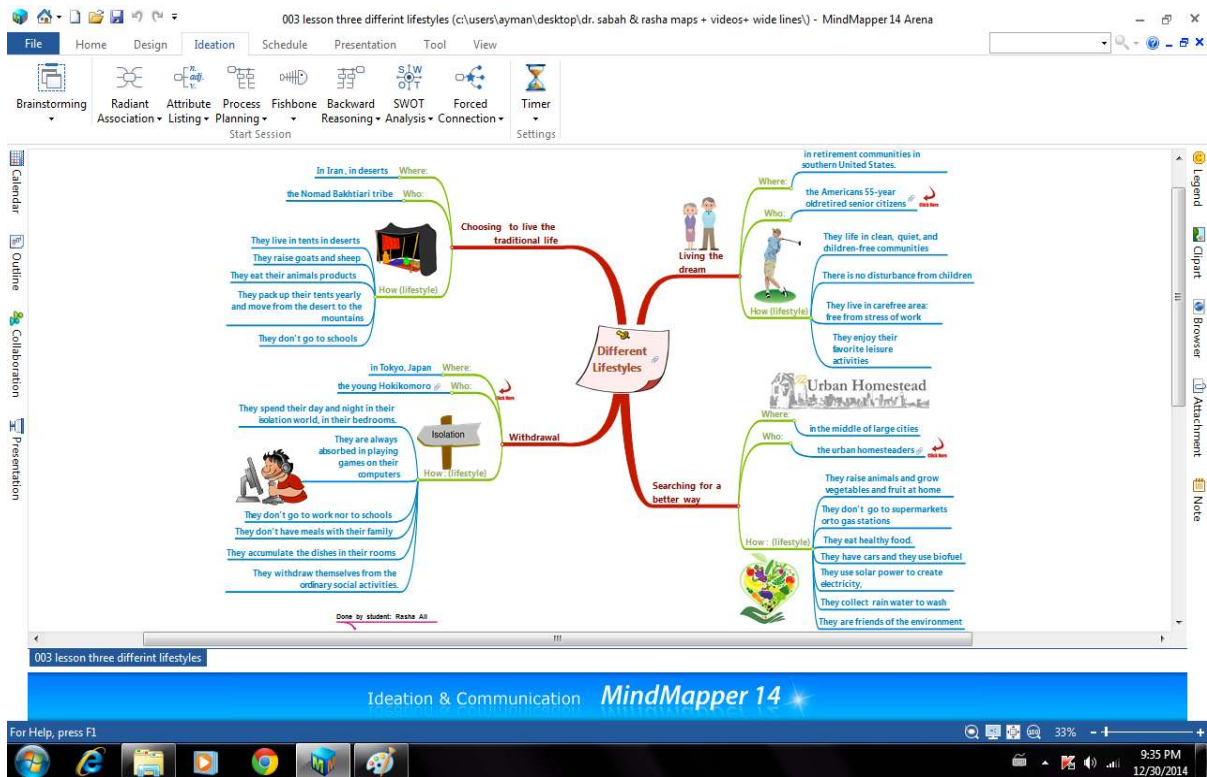 003 lesson three differint lifestyles (c:\users\ayman\desktop\dr. sabah & rasha maps + videos+ wide lines\) - MindMapper 14 Arena
File Home Design Ideation Schedule Presentation Tool View
Brainstorming
Radiant Association
Attribute Listing
Process Planning
Fishbone
Backward Reasoning
SWOT Analysis
Forced Connection
Timer
Start Session
Settings
Calendar
Outline
Collaboration
Presentation
Legend
Clipart
Browser
Attachment
Note
Different
Lifestyles
Choosing to live the
traditional life
In Iran, in deserts Where:
the Nomad Bakhtiari tribe Who:
How (lifestyle)
They live in tents in deserts
They raise goats and sheep
They eat their animals products
They pack up their tents yearly
and move from the desert to the
mountains
They don't go to schools
Living the
dream
Where:
in retirement communities in
southern United States.
Who:
the Americans 55-year
oldretired senior citizens
Click Here
How (lifestyle)
They life in clean, quiet, and
children-free communities
There is no disturbance from children
They live in carefree area:
free from stress of work
They enjoy their
favorite leisure
activities
Withdrawal
in Tokyo, Japan Where:
the young Hokikomoro Who:
Click Here
Isolation
How : (lifestyle)
They spend their day and night in their
isolation world, in their bedrooms.
They are always
absorbed in playing
games on their
computers
They don't go to work nor to schools
They don't have meals with their family
They accumulate the dishes in their rooms
They withdraw themselves from the
ordinary social activities.
Searching for a
better way
Urban Homestead
Where:
in the middle of large cities
Who:
the urban homesteaders
Click Here
How : (lifestyle)
They raise animals and grow
vegetables and fruit at home
They don't go to supermarkets
orto gas stations
They eat healthy food.
They have cars and they use biofuel
They use solar power to create
electricity,
They collect rain water to wash
They are friends of the environment
Done by student: Rasha Ali
003 lesson three differint lifestyles
Ideation & Communication MindMapper 14
For Help, press F1
33%
9:35 PM
12/30/2014